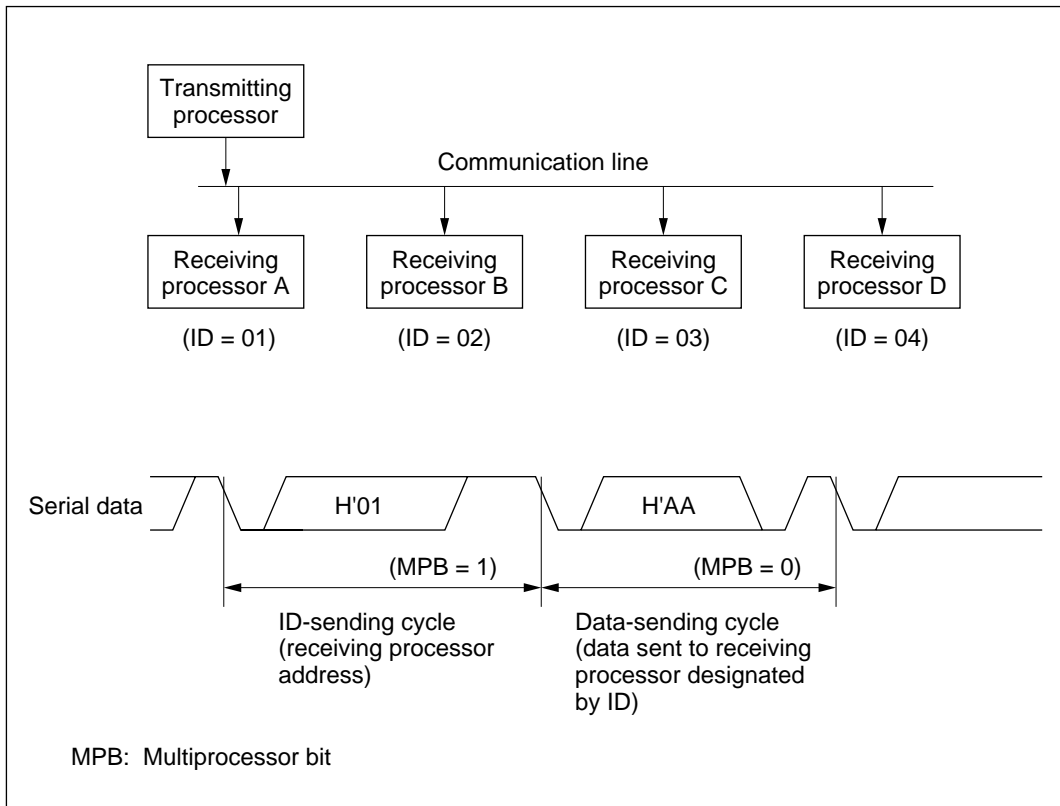 Transmitting
processor
Communication line
Receiving
processor A
Receiving
processor B
Receiving
processor C
Receiving
processor D
(ID = 01)
(ID = 02)
(ID = 03)
(ID = 04)
Serial data
H'01
H'AA
(MPB = 1)
(MPB = 0)
ID-sending cycle
(receiving processor
address)
Data-sending cycle
(data sent to receiving
processor designated
by ID)
MPB: Multiprocessor bit